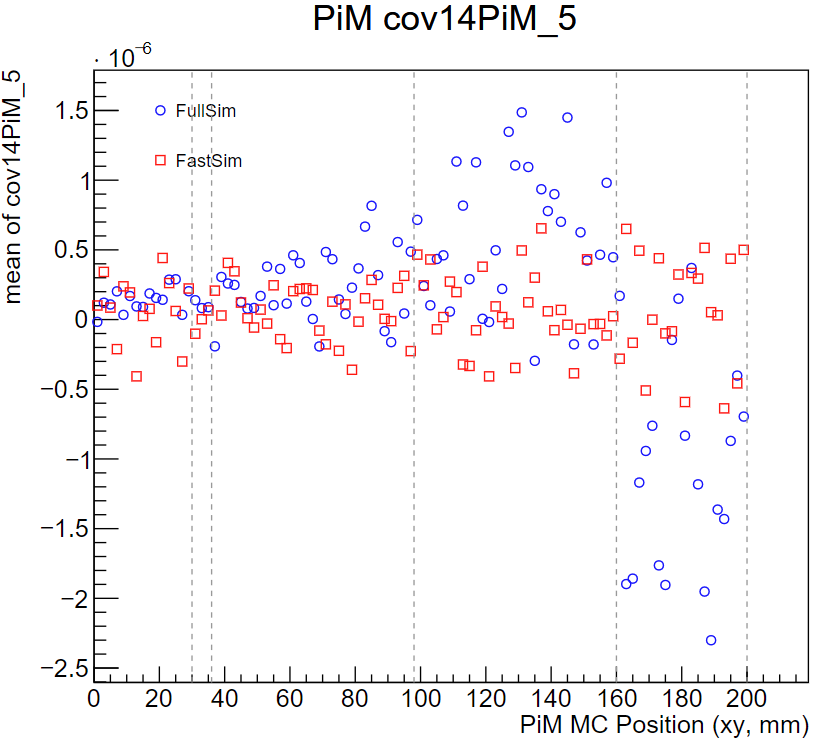 PiM cov14PiM_5
· 10⁻⁶
mean of cov14PiM_5
1.5
1
0.5
0
−0.5
−1
−1.5
−2
−2.5
FullSim
FastSim
0 20 40 60 80 100 120 140 160 180 200
PiM MC Position (xy, mm)